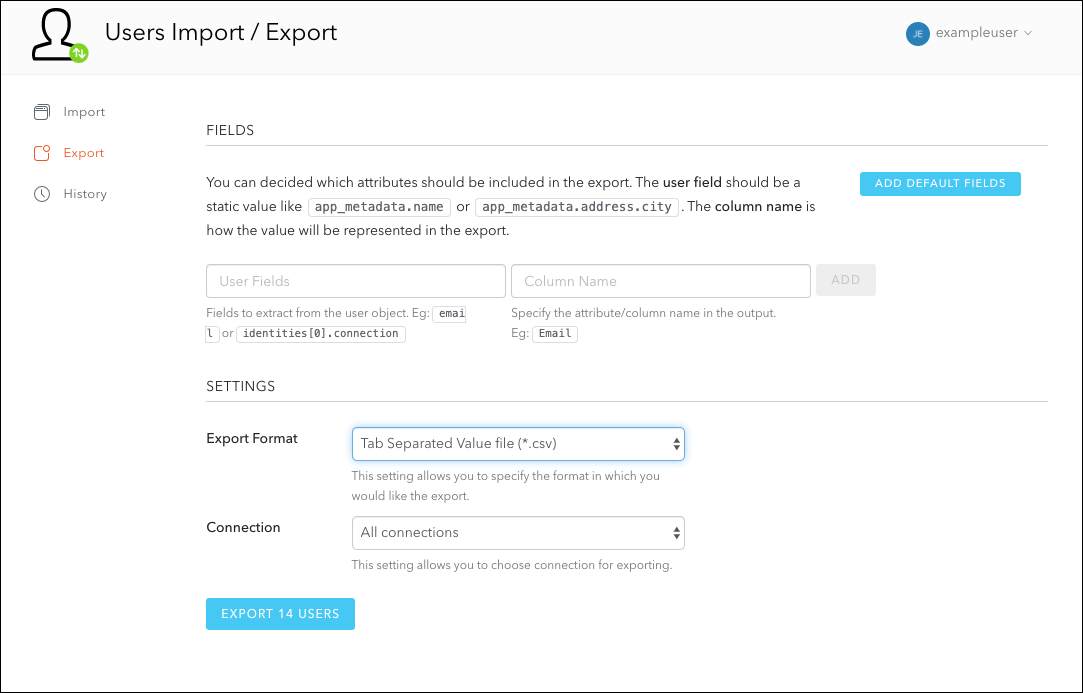 Users Import / Export
JE exampleuser
Import
Export
History
FIELDS
You can decided which attributes should be included in the export. The user field should be a
static value like app_metadata.name or app_metadata.address.city . The column name is
how the value will be represented in the export.
ADD DEFAULT FIELDS
User Fields
Column Name
ADD
Fields to extract from the user object. Eg: emai
l or identities[0].connection
Specify the attribute/column name in the output.
Eg: Email
SETTINGS
Export Format
Tab Separated Value file (*.csv)
This setting allows you to specify the format in which you
would like the export.
Connection
All connections
This setting allows you to choose connection for exporting.
EXPORT 14 USERS